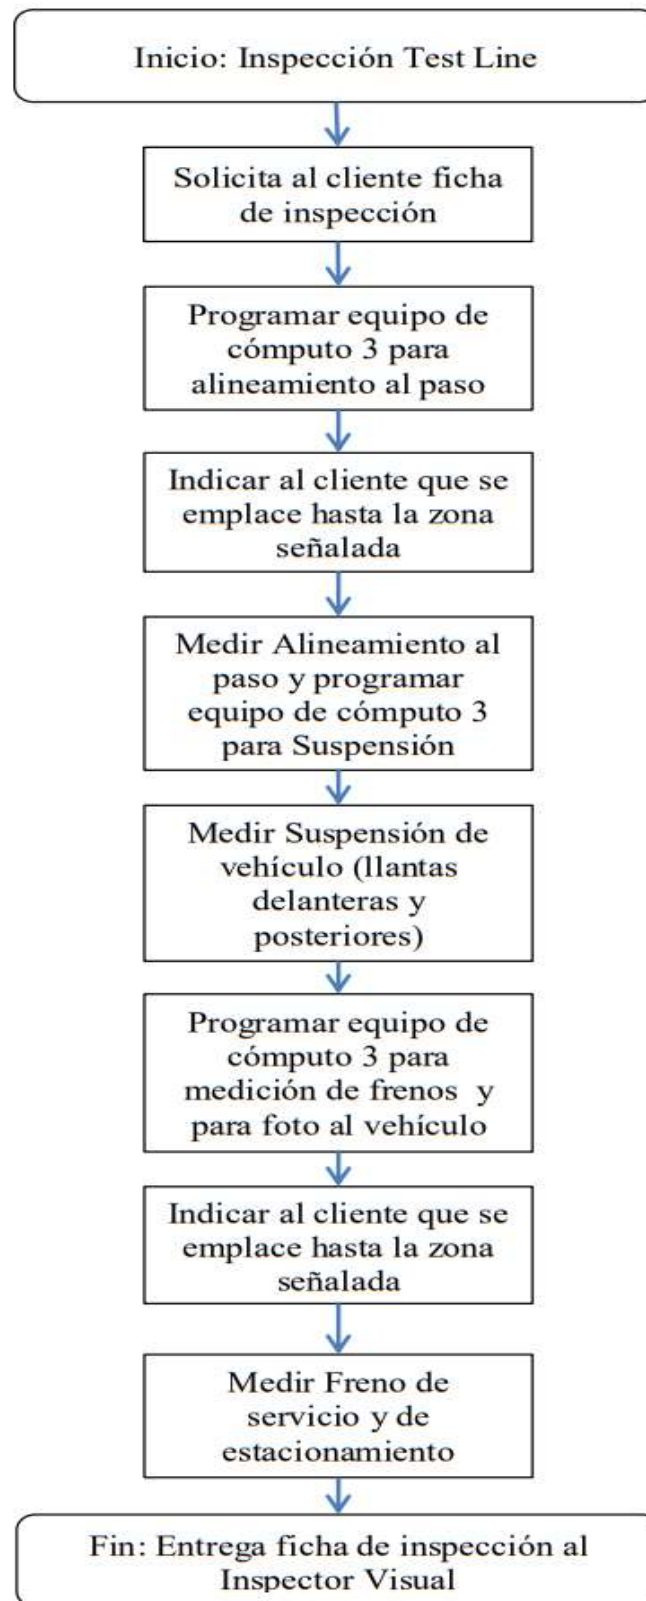 Inicio: Inspección Test Line
Solicita al cliente ficha
de inspección
Programar equipo de
cómputo 3 para
alineamiento al paso
Indicar al cliente que se
emplace hasta la zona
señalada
Medir Alineamiento al
paso y programar
equipo de cómputo 3
para Suspensión
Medir Suspensión de
vehículo (llantas
delanteras y
posteriores)
Programar equipo de
cómputo 3 para
medición de frenos y
para foto al vehículo
Indicar al cliente que se
emplace hasta la zona
señalada
Medir Freno de
servicio y de
estacionamiento
Fin: Entrega ficha de inspección al
Inspector Visual